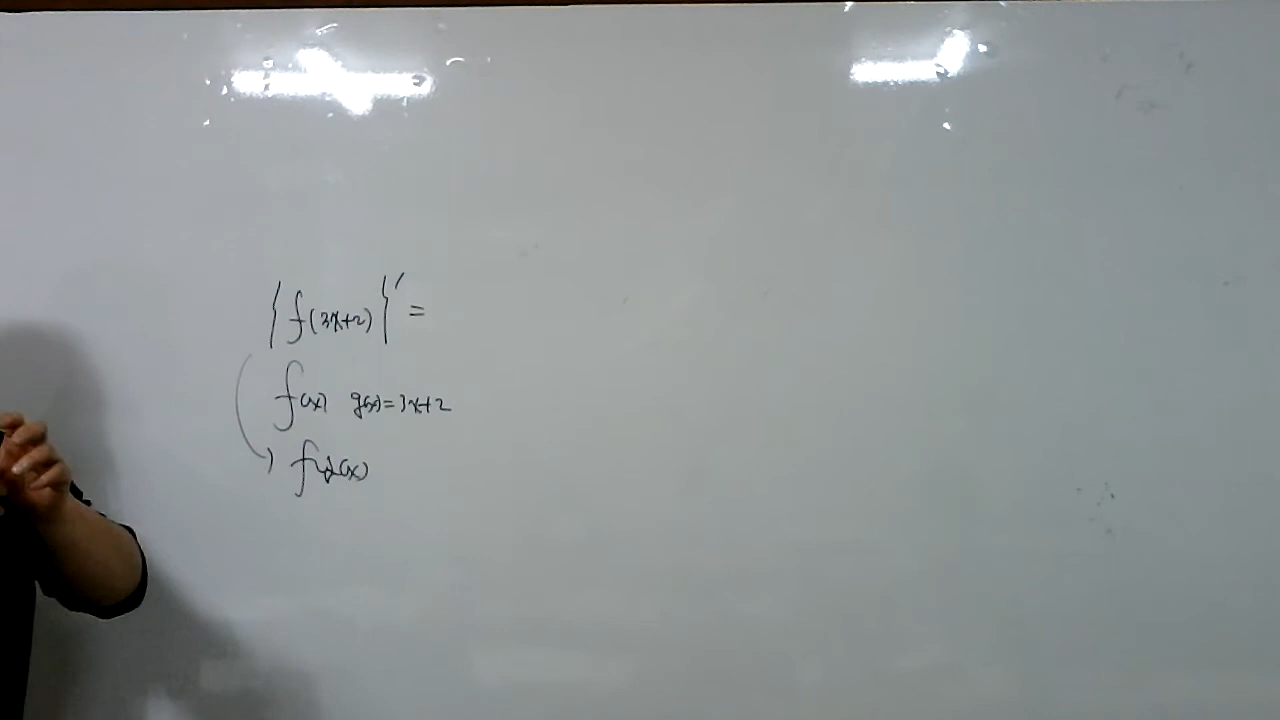 {f(3x+2)}' =
f(x) g(x)=3x+2
f(g(x))